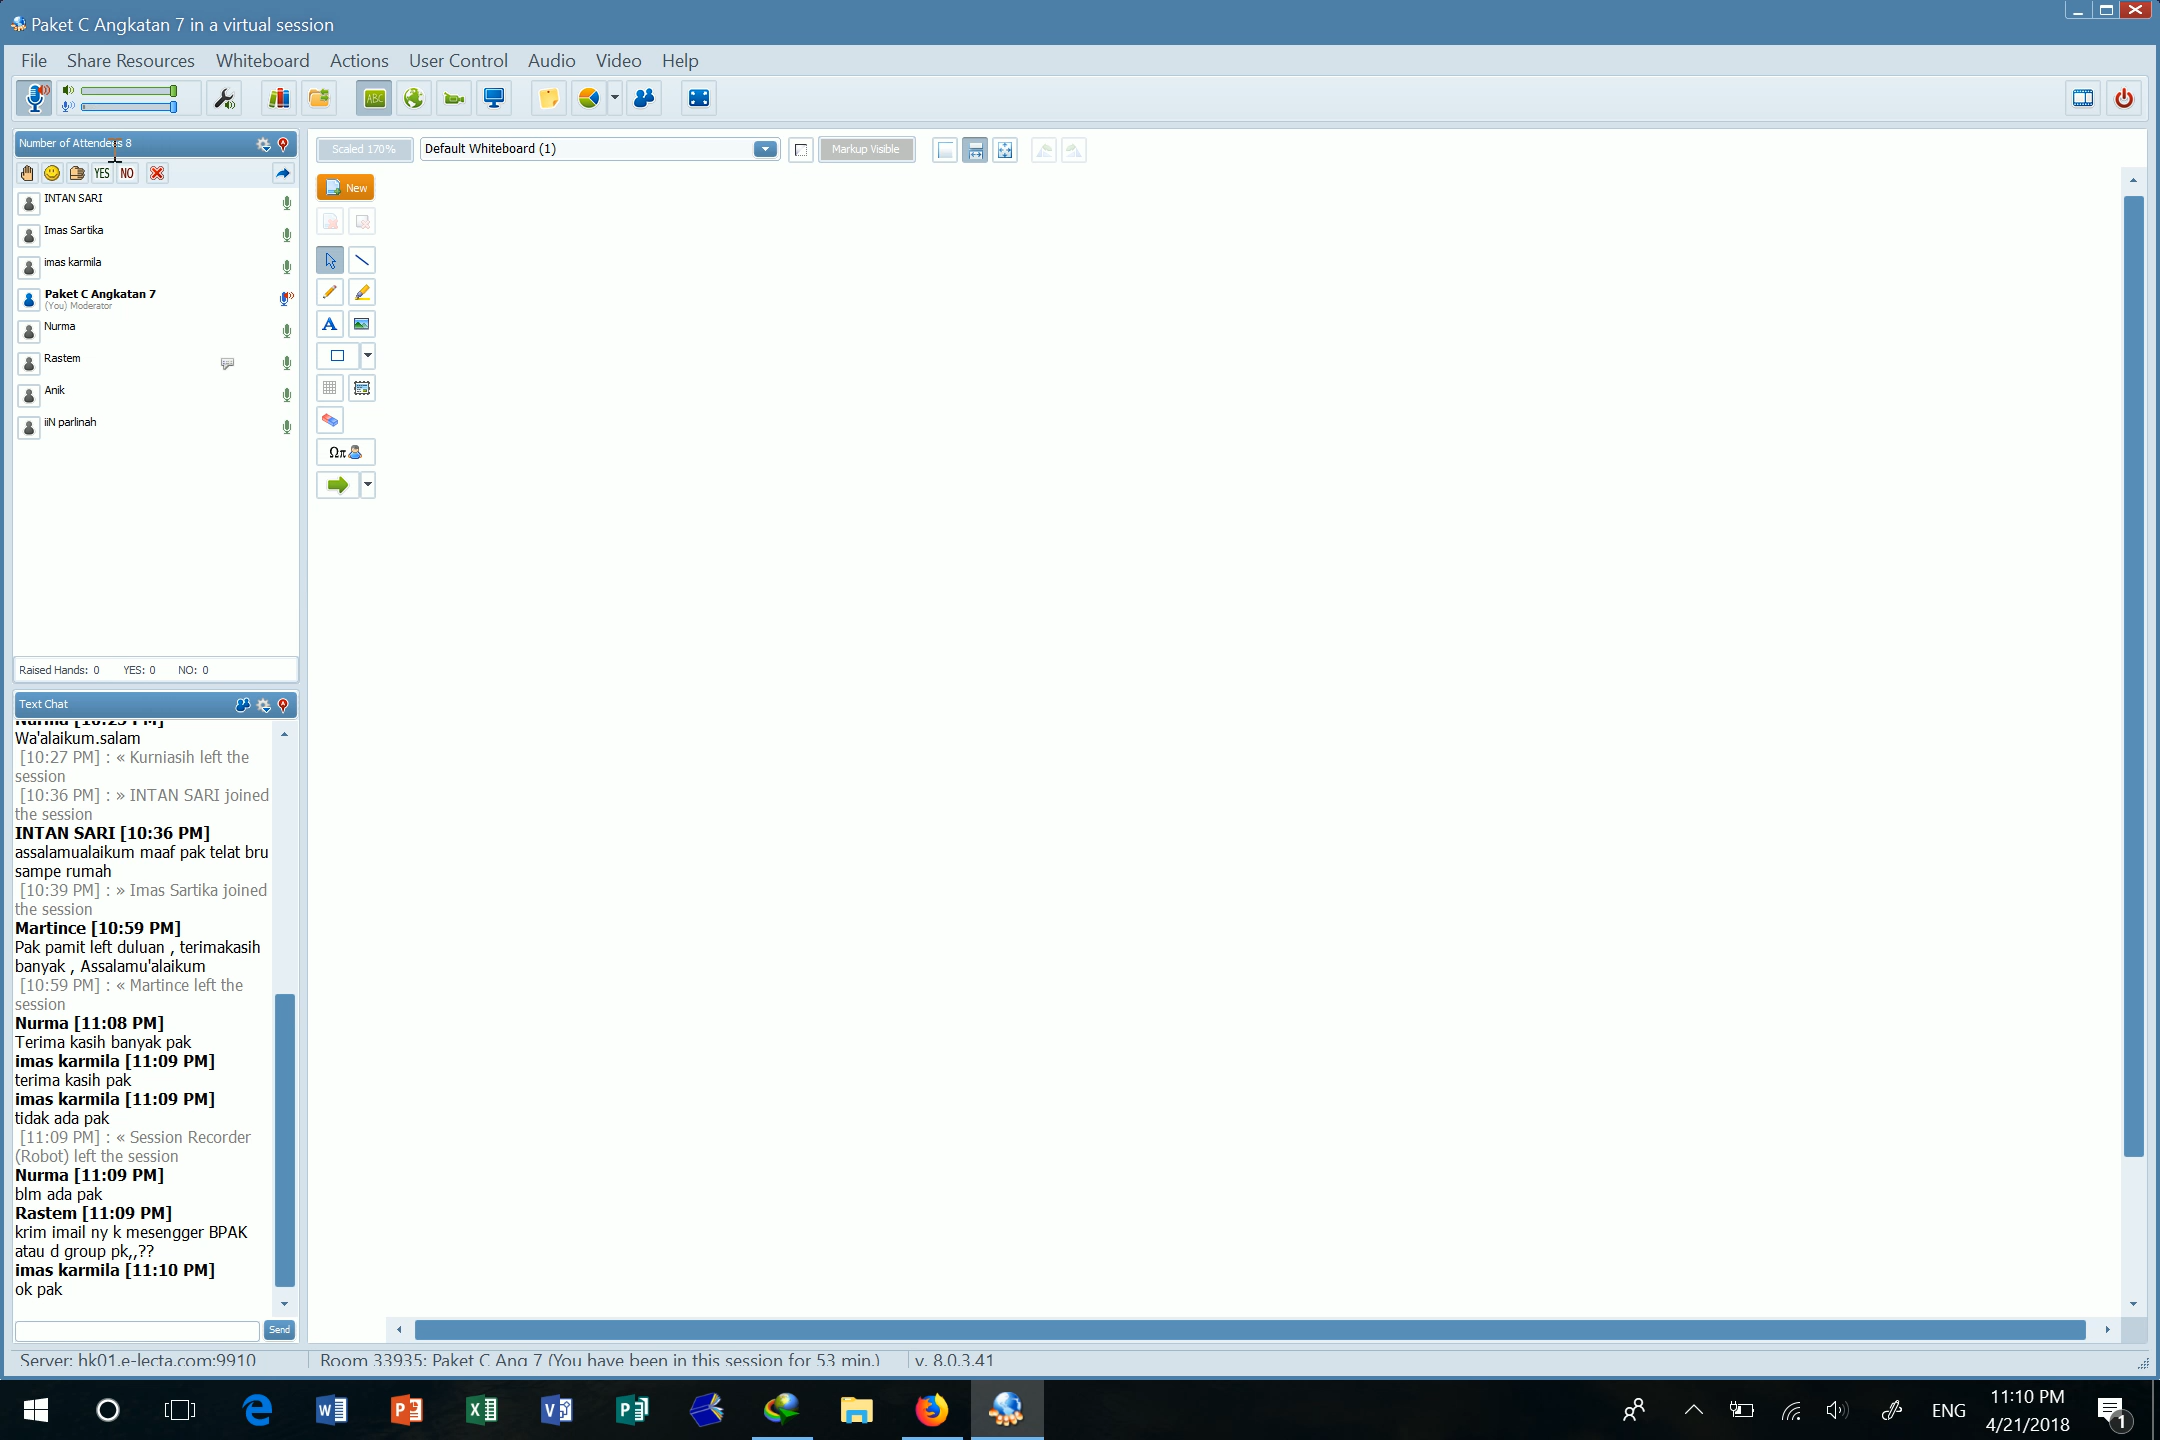 Paket C Angkatan 7 in a virtual session
File Share Resources Whiteboard Actions User Control Audio Video Help
ABC
Number of Attendees 8
YES NO
INTAN SARI
Imas Sartika
imas karmila
Paket C Angkatan 7
(You) Moderator
Nurma
Rastem
Anik
iiN parlinah
Raised Hands: 0 YES: 0 NO: 0
Scaled 170% Default Whiteboard (1) Markup Visible
New
A
Ωπ
Text Chat
Nurma [10:25 PM]
Wa'alaikum.salam
[10:27 PM] : « Kurniasih left the
session
[10:36 PM] : » INTAN SARI joined
the session
INTAN SARI [10:36 PM]
assalamualaikum maaf pak telat bru
sampe rumah
[10:39 PM] : » Imas Sartika joined
the session
Martince [10:59 PM]
Pak pamit left duluan , terimakasih
banyak , Assalamu'alaikum
[10:59 PM] : « Martince left the
session
Nurma [11:08 PM]
Terima kasih banyak pak
imas karmila [11:09 PM]
terima kasih pak
imas karmila [11:09 PM]
tidak ada pak
[11:09 PM] : « Session Recorder
(Robot) left the session
Nurma [11:09 PM]
blm ada pak
Rastem [11:09 PM]
krim imail ny k mesengger BPAK
atau d group pk,,??
imas karmila [11:10 PM]
ok pak
Send
Server: hk01.e-lecta.com:9910 Room 33935: Paket C Ang 7 (You have been in this session for 53 min.) v. 8.0.3.41
ENG
11:10 PM
4/21/2018
1